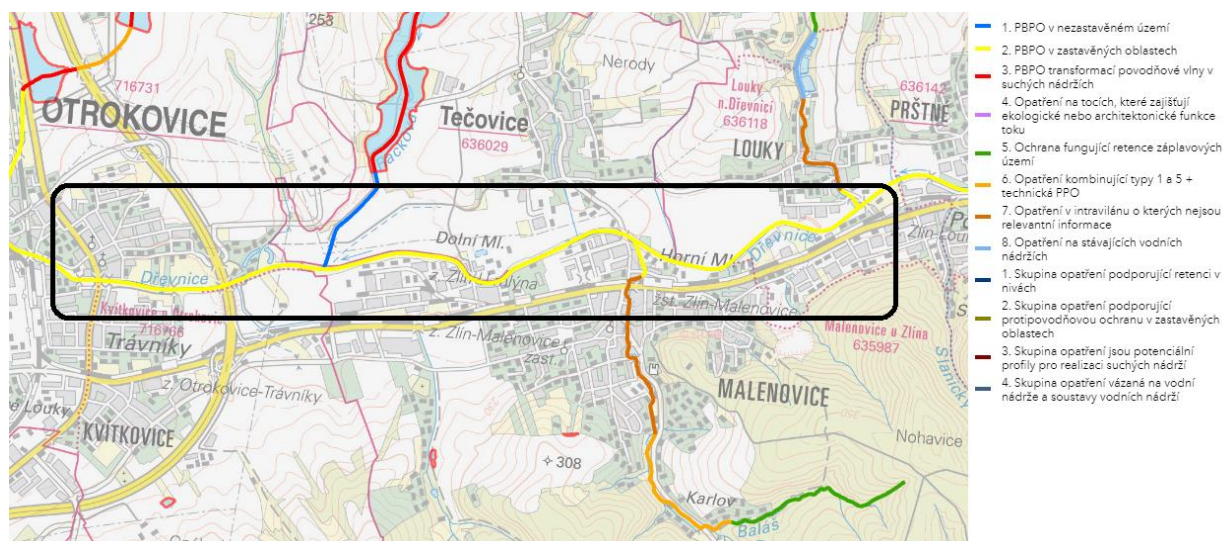 253
716731
OTROKOVICE
Tečovice
636029
Nerody
Louky
n.Dřevnicí
636118
LOUKY
636142
PRŠTNÉ
Dolní Ml.
Horní Ml.
Dřevnice
Dřevnice
z. Zlín-
žst. Zlín-Malenovice
Kvítkovice u Otrokovic
716766
Trávníky
z. Zlín-Malenovice
zast.
z. Otrokovice-Trávníky
Louky
KVÍTKOVICE
Malenovice u Zlína
635987
MALENOVICE
308
Nohavice
Karlov
Baláš
1. PBPO v nezastavěném území
2. PBPO v zastavěných oblastech
3. PBPO transformací povodňové vlny v
suchých nádržích
4. Opatření na tocích, které zajišťují
ekologické nebo architektonické funkce
toku
5. Ochrana fungující retence záplavových
území
6. Opatření kombinující typy 1 a 5 +
technická PPO
7. Opatření v intravilánu o kterých nejsou
relevantní informace
8. Opatření na stávajících vodních
nádržích
1. Skupina opatření podporující retenci v
nivách
2. Skupina opatření podporující
protipovodňovou ochranu v zastavěných
oblastech
3. Skupina opatření jsou potenciální
profily pro realizaci suchých nádrží
4. Skupina opatření vázaná na vodní
nádrže a soustavy vodních nádrží